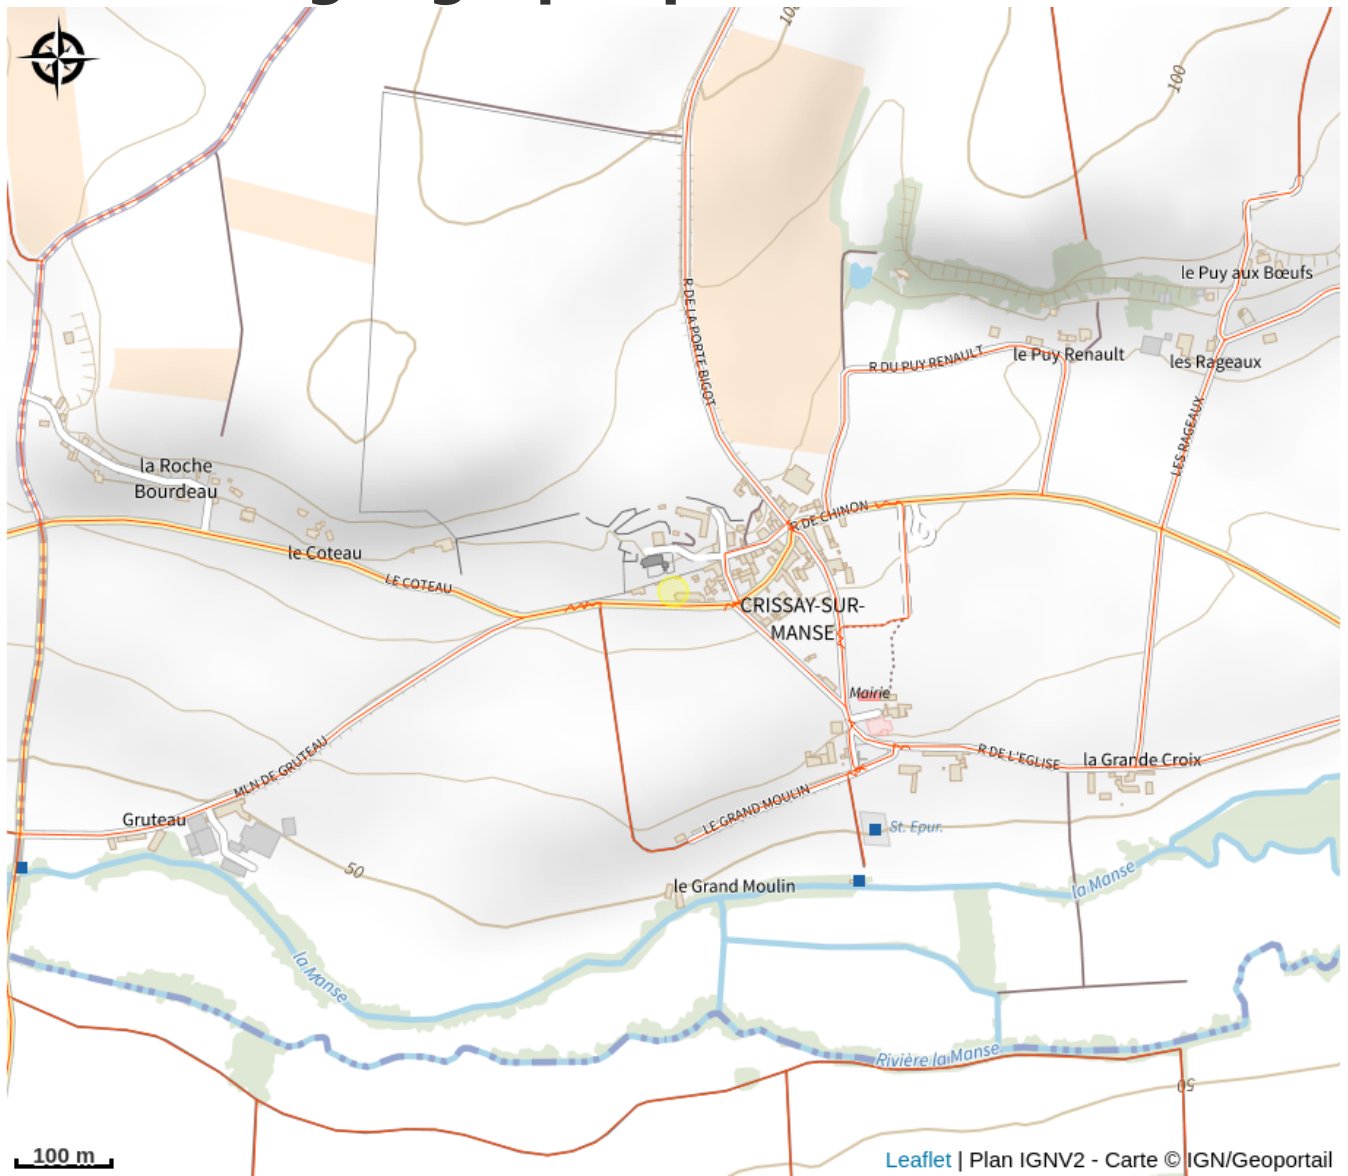 100
le Puy aux Bœufs
R DE LA PORTE BIGOT
R DU PUY RENAULT
le Puy Renault
les Rageaux
LES RAGEAUX
la Roche
Bourdeau
R DE CHINON
le Coteau
LE COTEAU
CRISSAY-SUR-
MANSE
Mairie
MLN DE GRUTEAU
R DE L'EGLISE
la Grande Croix
Gruteau
LE GRAND MOULIN
St. Epur.
50
le Grand Moulin
la Manse
la Manse
Rivière la Manse
50
100 m
Leaflet | Plan IGNV2 - Carte © IGN/Geoportail